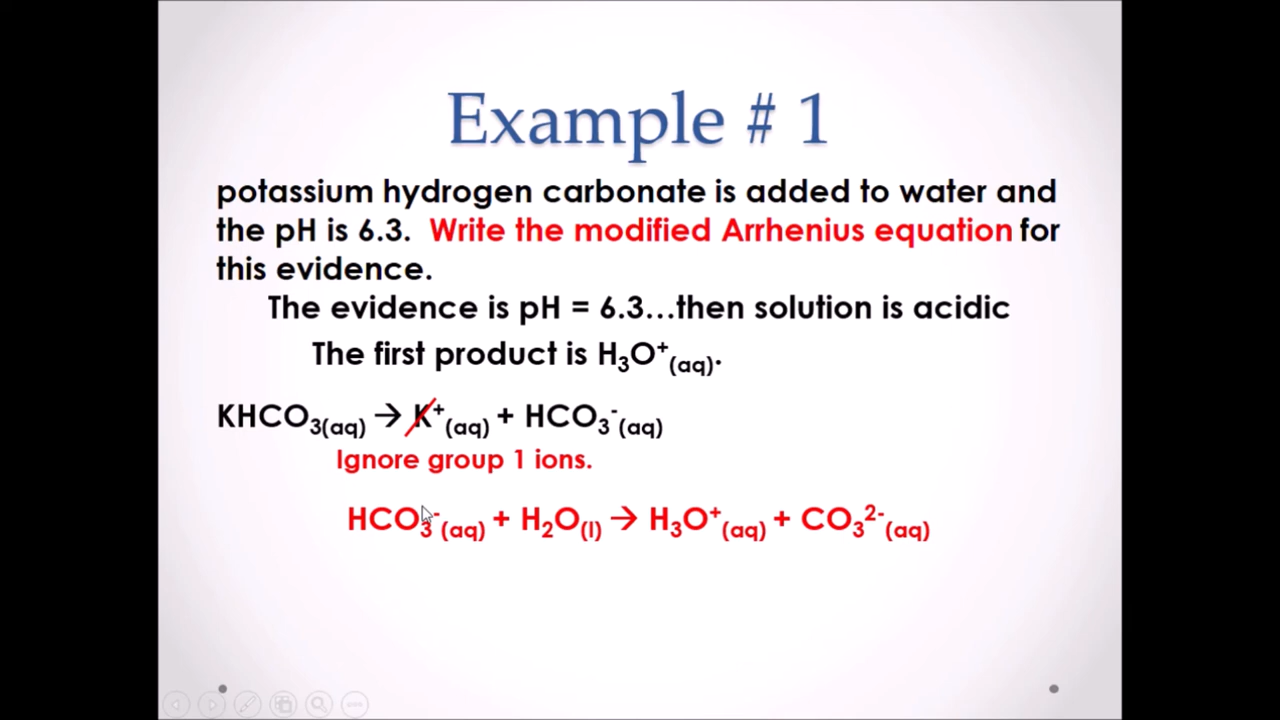 Example # 1
potassium hydrogen carbonate is added to water and
the pH is 6.3. Write the modified Arrhenius equation for
this evidence.
The evidence is pH = 6.3...then solution is acidic
The first product is H₃O⁺(aq).
KHCO₃(aq) → K⁺(aq) + HCO₃⁻(aq)
Ignore group 1 ions.
HCO₃⁻(aq) + H₂O(l) → H₃O⁺(aq) + CO₃²⁻(aq)